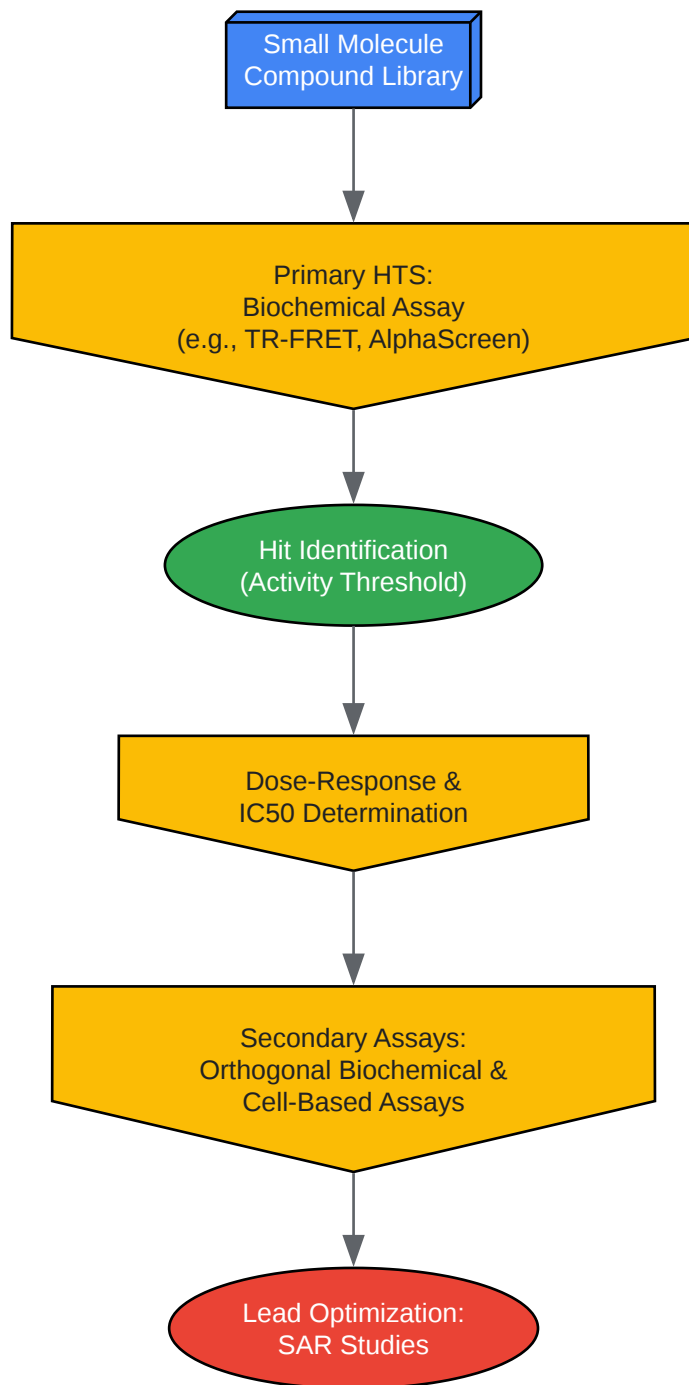 Small Molecule
Compound Library
Primary HTS:
Biochemical Assay
(e.g., TR-FRET, AlphaScreen)
Hit Identification
(Activity Threshold)
Dose-Response &
IC50 Determination
Secondary Assays:
Orthogonal Biochemical &
Cell-Based Assays
Lead Optimization:
SAR Studies